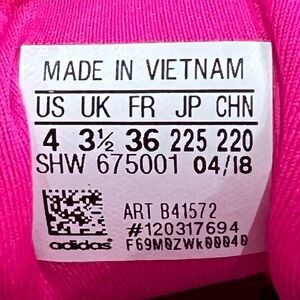 MADE IN VIETNAM
US UK FR JP CHN
4 3½ 36 225 220
SHW 675001 04/18
ART B41572
#120317694
F69M0ZWk00040
adidas